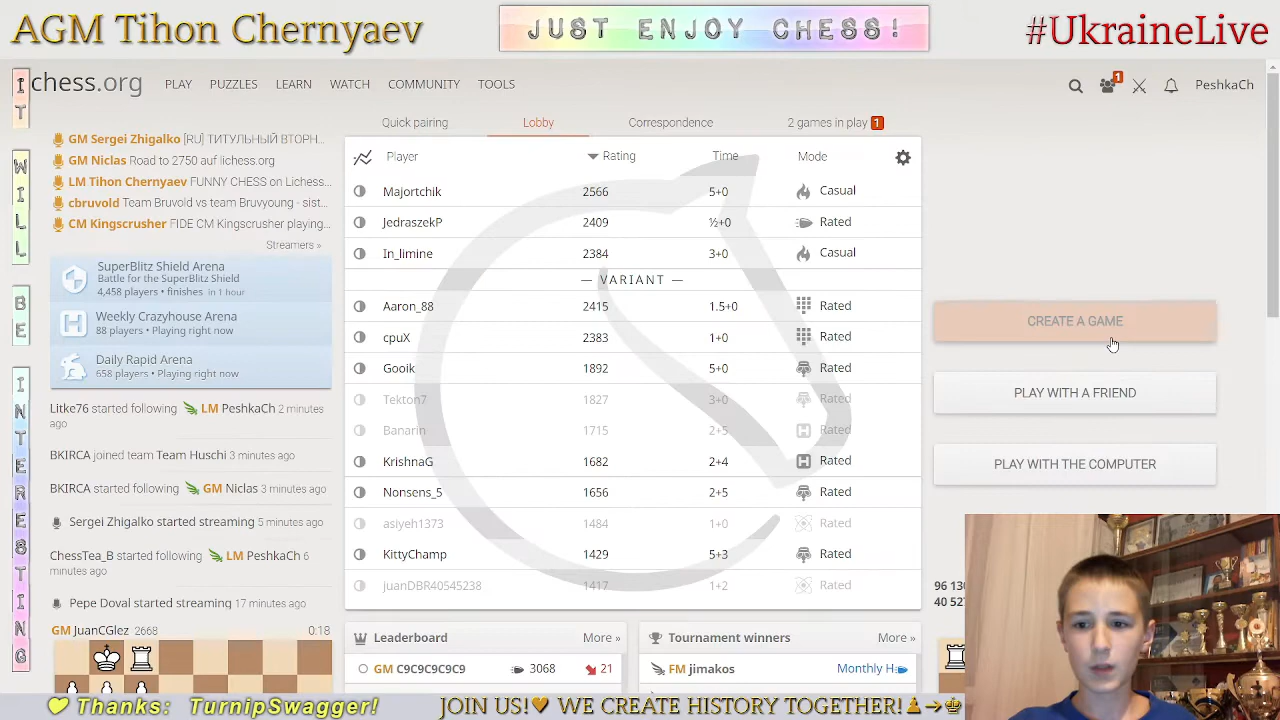 AGM Tihon Chernyaev
JUST ENJOY CHESS!
#UkraineLive
IT WILL BE INTERESTING
chess.org
PLAY
PUZZLES
LEARN
WATCH
COMMUNITY
TOOLS
1
PeshkaCh
GM Sergei Zhigalko [RU] ТИТУЛЬНЫЙ ВТОРН...
GM Niclas Road to 2750 auf lichess.org
LM Tihon Chernyaev FUNNY CHESS on Lichess...
cbruvold Team Bruvold vs team Bruvyoung - sist...
CM Kingscrusher FIDE CM Kingscrusher playing...
Streamers »
SuperBlitz Shield Arena
Battle for the SuperBlitz Shield
4,458 players • finishes in 1 hour
Weekly Crazyhouse Arena
88 players • Playing right now
Daily Rapid Arena
658 players • Playing right now
Litke76 started following LM PeshkaCh 2 minutes
ago
BKIRCA joined team Team Huschi 3 minutes ago
BKIRCA started following GM Niclas 3 minutes ago
Sergei Zhigalko started streaming 5 minutes ago
ChessTea_B started following LM PeshkaCh 6
minutes ago
Pepe Doval started streaming 17 minutes ago
GM JuanCGlez 2668 0:18
Quick pairing
Lobby
Correspondence
2 games in play 1
Player Rating Time Mode
Majortchik 2566 5+0 Casual
JedraszekP 2409 ½+0 Rated
In_limine 2384 3+0 Casual
— VARIANT —
Aaron_88 2415 1.5+0 Rated
cpuX 2383 1+0 Rated
Gooik 1892 5+0 Rated
Tekton7 1827 3+0 Rated
Banarin 1715 2+5 Rated
KrishnaG 1682 2+4 Rated
Nonsens_5 1656 2+5 Rated
asiyeh1373 1484 1+0 Rated
KittyChamp 1429 5+3 Rated
juanDBR40545238 1417 1+2 Rated
Leaderboard More »
GM C9C9C9C9C9 3068 21
Tournament winners More »
FM jimakos Monthly H
CREATE A GAME
PLAY WITH A FRIEND
PLAY WITH THE COMPUTER
Thanks: TurnipSwagger!
JOIN US! WE CREATE HISTORY TOGETHER!